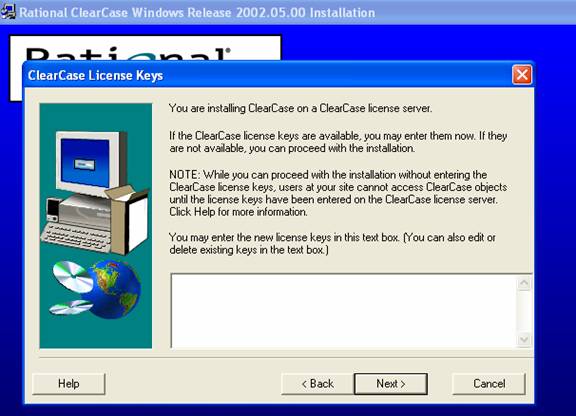 Rational ClearCase Windows Release 2002.05.00 Installation
Rational
ClearCase License Keys
You are installing ClearCase on a ClearCase license server.
If the ClearCase license keys are available, you may enter them now. If they
are not available, you can proceed with the installation.
NOTE: While you can proceed with the installation without entering the
ClearCase license keys, users at your site cannot access ClearCase objects
until the license keys have been entered on the ClearCase license server.
Click Help for more information.
You may enter the new license keys in this text box. (You can also edit or
delete existing keys in the text box.)
Help
< Back
Next >
Cancel